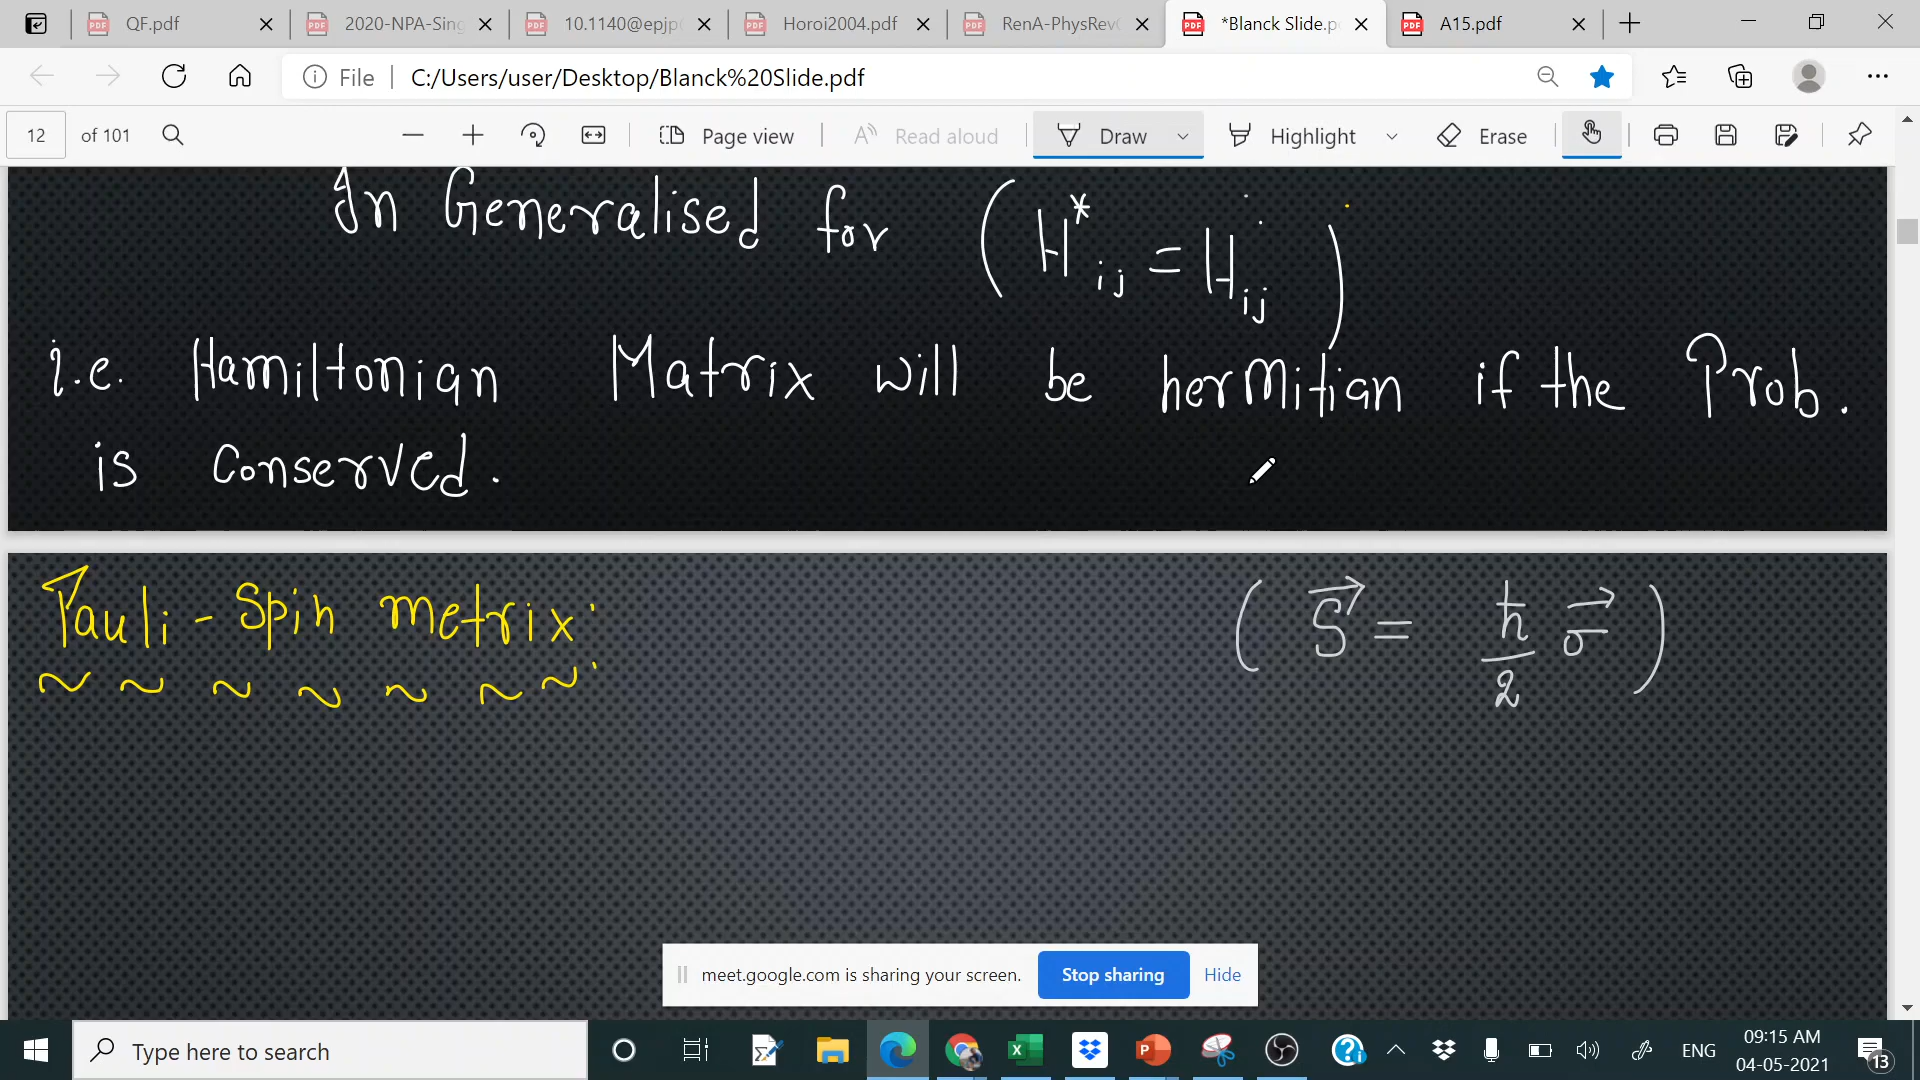 QF.pdf
2020-NPA-Sing
10.1140@epjp
Horoi2004.pdf
RenA-PhysRev
*Blanck Slide.p
A15.pdf
File
C:/Users/user/Desktop/Blanck%20Slide.pdf
12 of 101
Page view
Read aloud
Draw
Highlight
Erase
In Generalised for (H*ij = Hij)
i.e. Hamiltonian Matrix will be hermitian if the Prob.
is conserved.
Pauli - Spin metrix:
(S⃗ = ħ/2 σ⃗)
meet.google.com is sharing your screen. Stop sharing Hide
Type here to search
ENG
09:15 AM
04-05-2021
13